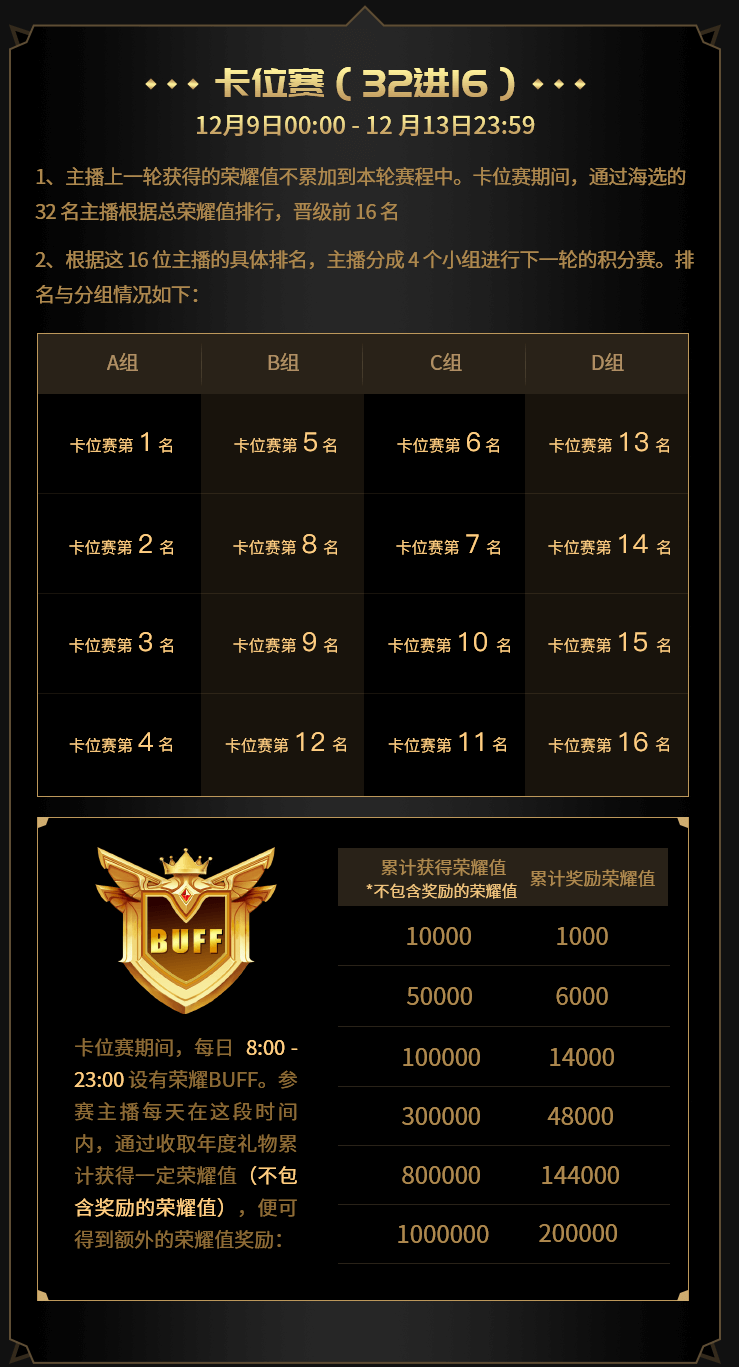 卡位赛（32进16）
12月9日00:00 - 12 月13日23:59
1、主播上一轮获得的荣耀值不累加到本轮赛程中。卡位赛期间，通过海选的
32 名主播根据总荣耀值排行，晋级前 16 名
2、根据这 16 位主播的具体排名，主播分成 4 个小组进行下一轮的积分赛。排
名与分组情况如下：
A组 B组 C组 D组
卡位赛第 1 名 卡位赛第 5 名 卡位赛第 6 名 卡位赛第 13 名
卡位赛第 2 名 卡位赛第 8 名 卡位赛第 7 名 卡位赛第 14 名
卡位赛第 3 名 卡位赛第 9 名 卡位赛第 10 名 卡位赛第 15 名
卡位赛第 4 名 卡位赛第 12 名 卡位赛第 11 名 卡位赛第 16 名
BUFF
卡位赛期间，每日 8:00 -
23:00 设有荣耀BUFF。参
赛主播每天在这段时间
内，通过收取年度礼物累
计获得一定荣耀值（不包
含奖励的荣耀值），便可
得到额外的荣耀值奖励：
累计获得荣耀值 累计奖励荣耀值
*不包含奖励的荣耀值
10000 1000
50000 6000
100000 14000
300000 48000
800000 144000
1000000 200000